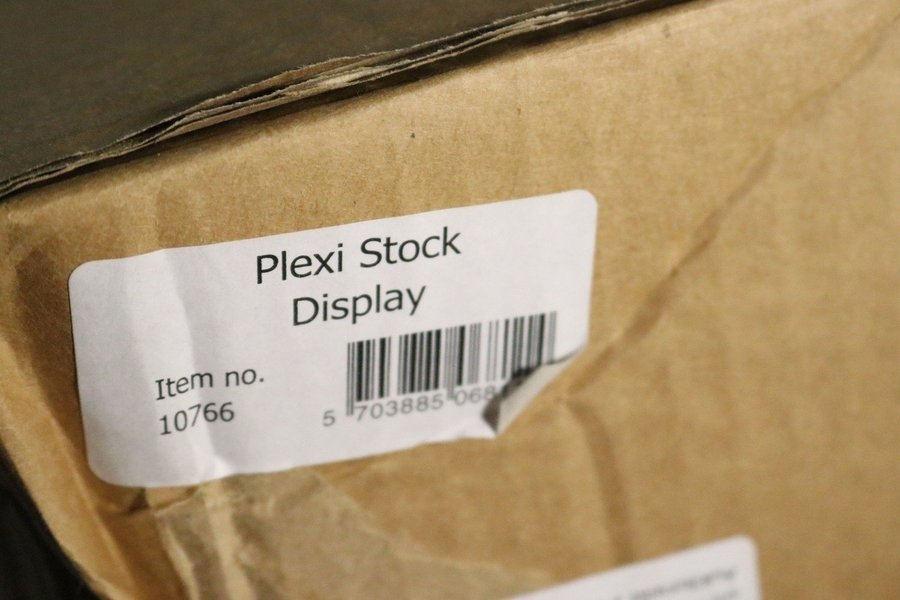 Plexi Stock
Display
Item no.
10766
5 703885 068